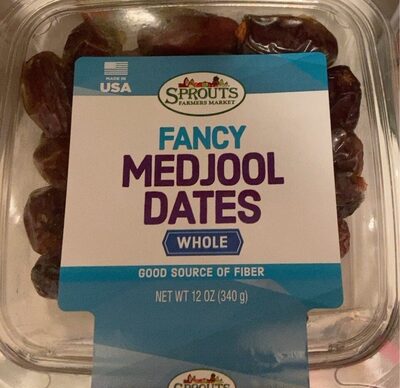 MADE IN
USA
SPROUTS
FARMERS MARKET
FANCY
MEDJOOL
DATES
WHOLE
GOOD SOURCE OF FIBER
NET WT 12 OZ (340 g)
SPROUTS